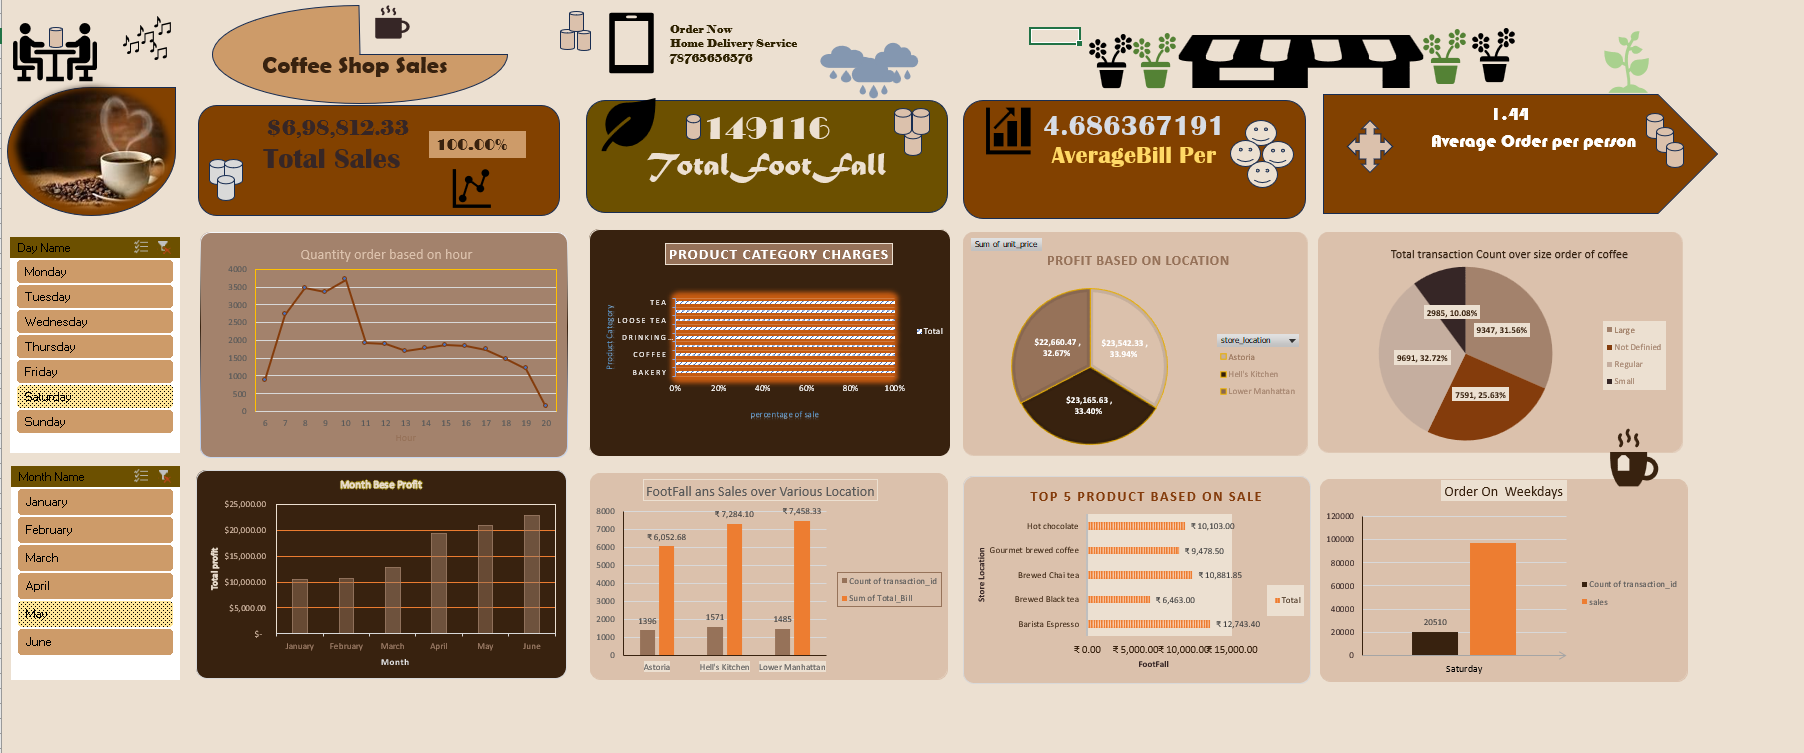 Coffee Shop Sales
Order Now
Home Delivery Service
78765656576
$6,98,812.33
Total Sales
100.00%
149116
Total Foot Fall
4.686367191
AverageBill Per
1.44
Average Order per person
Day Name
Monday
Tuesday
Wednesday
Thursday
Friday
Saturday
Sunday
Month Name
January
February
March
April
May
June
Quantity order based on hour
4000
3500
3000
2500
2000
1500
1000
500
0
6 7 8 9 10 11 12 13 14 15 16 17 18 19 20
Hour
PRODUCT CATEGORY CHARGES
Product Category
TEA
LOOSE TEA
DRINKING…
COFFEE
BAKERY
0% 20% 40% 60% 80% 100%
percentage of sale
Total
Sum of unit_price
PROFIT BASED ON LOCATION
$22,660.47 ,
32.67%
$23,542.33 ,
33.94%
$23,165.63 ,
33.40%
store_location
Astoria
Hell's Kitchen
Lower Manhattan
Total transaction Count over size order of coffee
2985, 10.08%
9347, 31.56%
9691, 32.72%
7591, 25.63%
Large
Not Definied
Regular
Small
Month Bese Profit
Total profit
$25,000.00
$20,000.00
$15,000.00
$10,000.00
$5,000.00
$-
January February March April May June
Month
FootFall ans Sales over Various Location
8000
7000
6000
5000
4000
3000
2000
1000
0
₹ 6,052.68
₹ 7,284.10
₹ 7,458.33
1396
1571
1485
Astoria Hell's Kitchen Lower Manhattan
Count of transaction_id
Sum of Total_Bill
TOP 5 PRODUCT BASED ON SALE
Store Location
Hot chocolate ₹ 10,103.00
Gourmet brewed coffee ₹ 9,478.50
Brewed Chai tea ₹ 10,881.85
Brewed Black tea ₹ 6,463.00
Barista Espresso ₹ 12,743.40
₹ 0.00 ₹ 5,000.00 ₹ 10,000.00 ₹ 15,000.00
FootFall
Total
Order On Weekdays
120000
100000
80000
60000
40000
20000
0
20510
Saturday
Count of transaction_id
sales